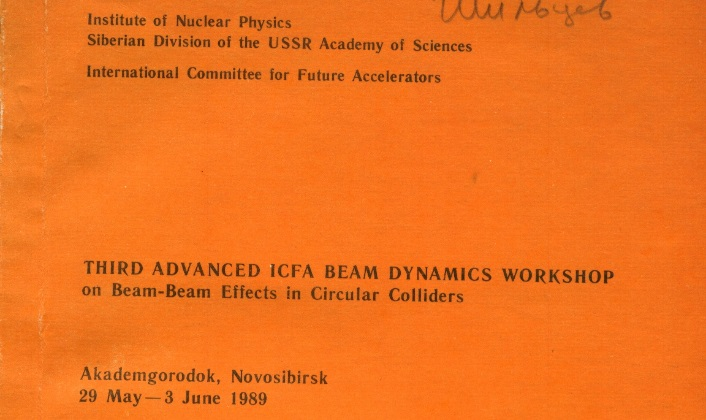 Шильцев
Institute of Nuclear Physics
Siberian Division of the USSR Academy of Sciences
International Committee for Future Accelerators
THIRD ADVANCED ICFA BEAM DYNAMICS WORKSHOP
on Beam-Beam Effects in Circular Colliders
Akademgorodok, Novosibirsk
29 May—3 June 1989